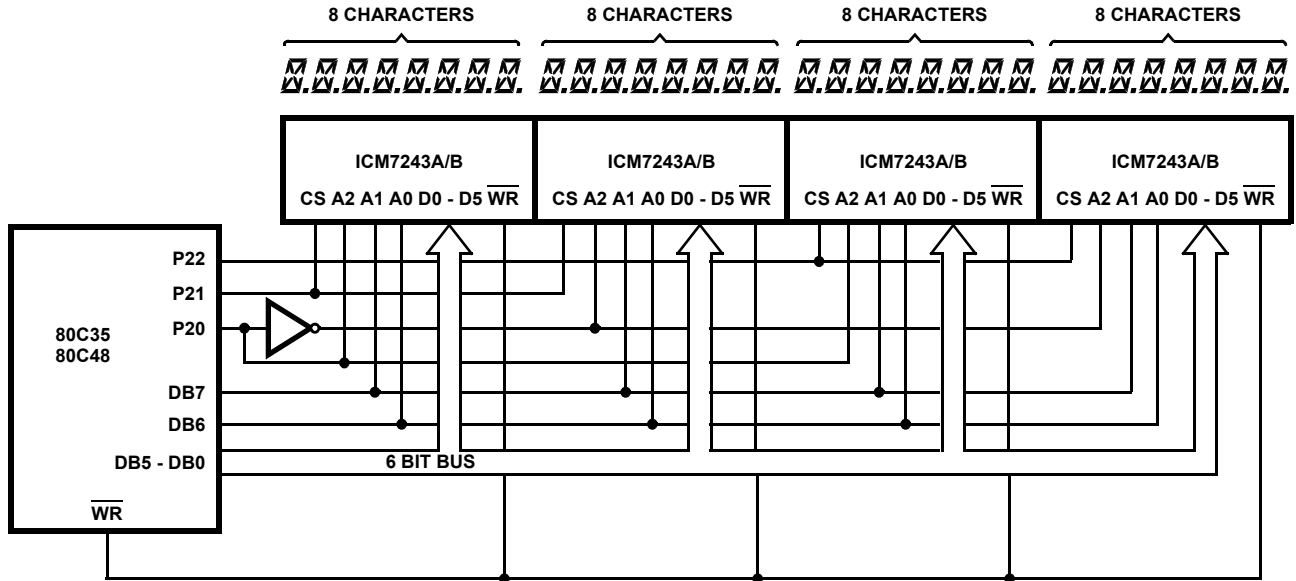 8 CHARACTERS 8 CHARACTERS 8 CHARACTERS 8 CHARACTERS
ICM7243A/B ICM7243A/B ICM7243A/B ICM7243A/B
CS A2 A1 A0 D0 - D5 WR CS A2 A1 A0 D0 - D5 WR CS A2 A1 A0 D0 - D5 WR CS A2 A1 A0 D0 - D5 WR
P22
P21
P20
80C35
80C48
DB7
DB6
DB5 - DB0
6 BIT BUS
WR